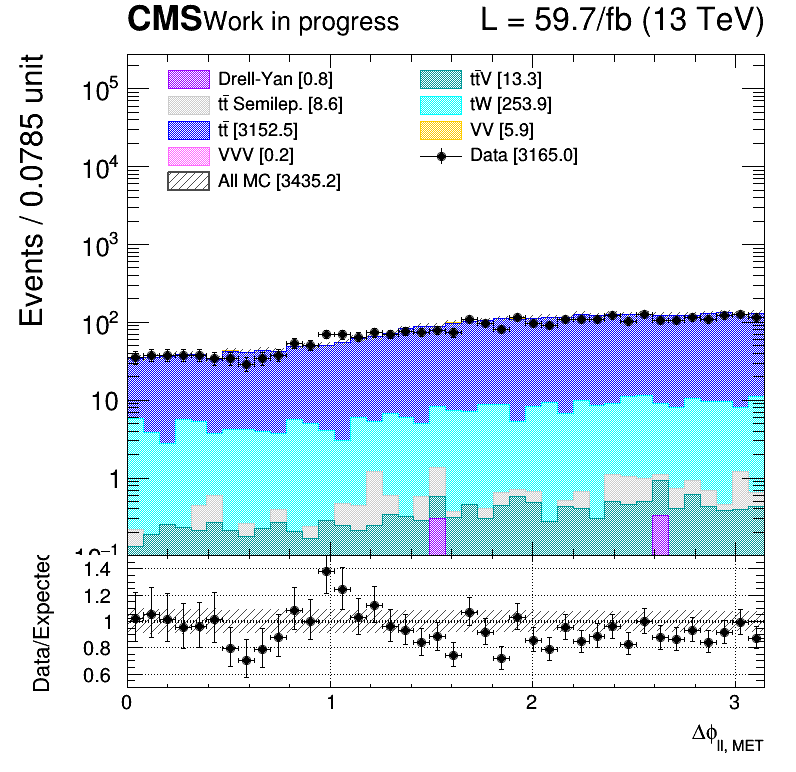 CMS Work in progress L = 59.7/fb (13 TeV)
Events / 0.0785 unit
10⁵
10⁴
10³
10²
10
1
10⁻¹
Drell-Yan [0.8]
tt̄ Semilep. [8.6]
tt̄ [3152.5]
VVV [0.2]
All MC [3435.2]
tt̄V [13.3]
tW [253.9]
VV [5.9]
Data [3165.0]
Data/Expected
1.4
1.2
1
0.8
0.6
0 1 2 3
Δϕll, MET